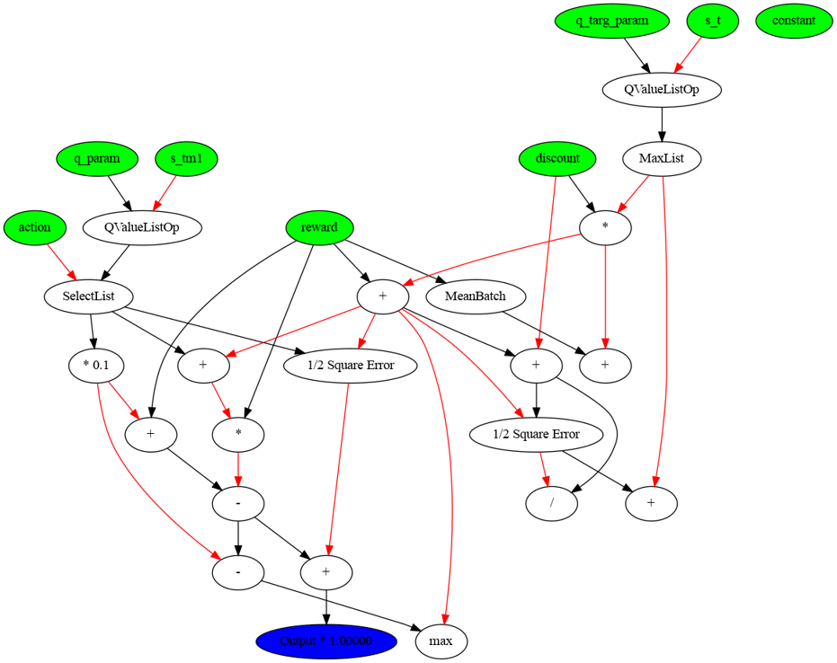 q_targ_param
s_t
constant
QValueListOp
q_param
s_tm1
discount
MaxList
action
QValueListOp
reward
*
SelectList
+
MeanBatch
* 0.1
+
1/2 Square Error
+
+
+
*
1/2 Square Error
-
/
+
-
+
Output * 1.00000
max